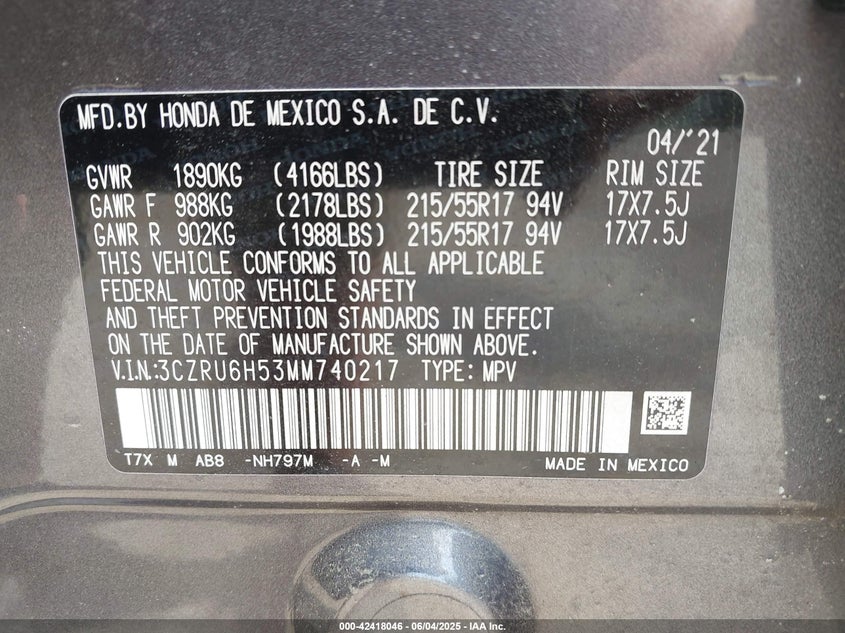 MFD.BY HONDA DE MEXICO S.A. DE C.V.
04/'21
GVWR 1890KG (4166LBS) TIRE SIZE RIM SIZE
GAWR F 988KG (2178LBS) 215/55R17 94V 17X7.5J
GAWR R 902KG (1988LBS) 215/55R17 94V 17X7.5J
THIS VEHICLE CONFORMS TO ALL APPLICABLE
FEDERAL MOTOR VEHICLE SAFETY
AND THEFT PREVENTION STANDARDS IN EFFECT
ON THE DATE OF MANUFACTURE SHOWN ABOVE.
V.I.N.:3CZRU6H53MM740217 TYPE: MPV
T7X M AB8 -NH797M -A -M MADE IN MEXICO
000-42418046 - 06/04/2025 - IAA Inc.